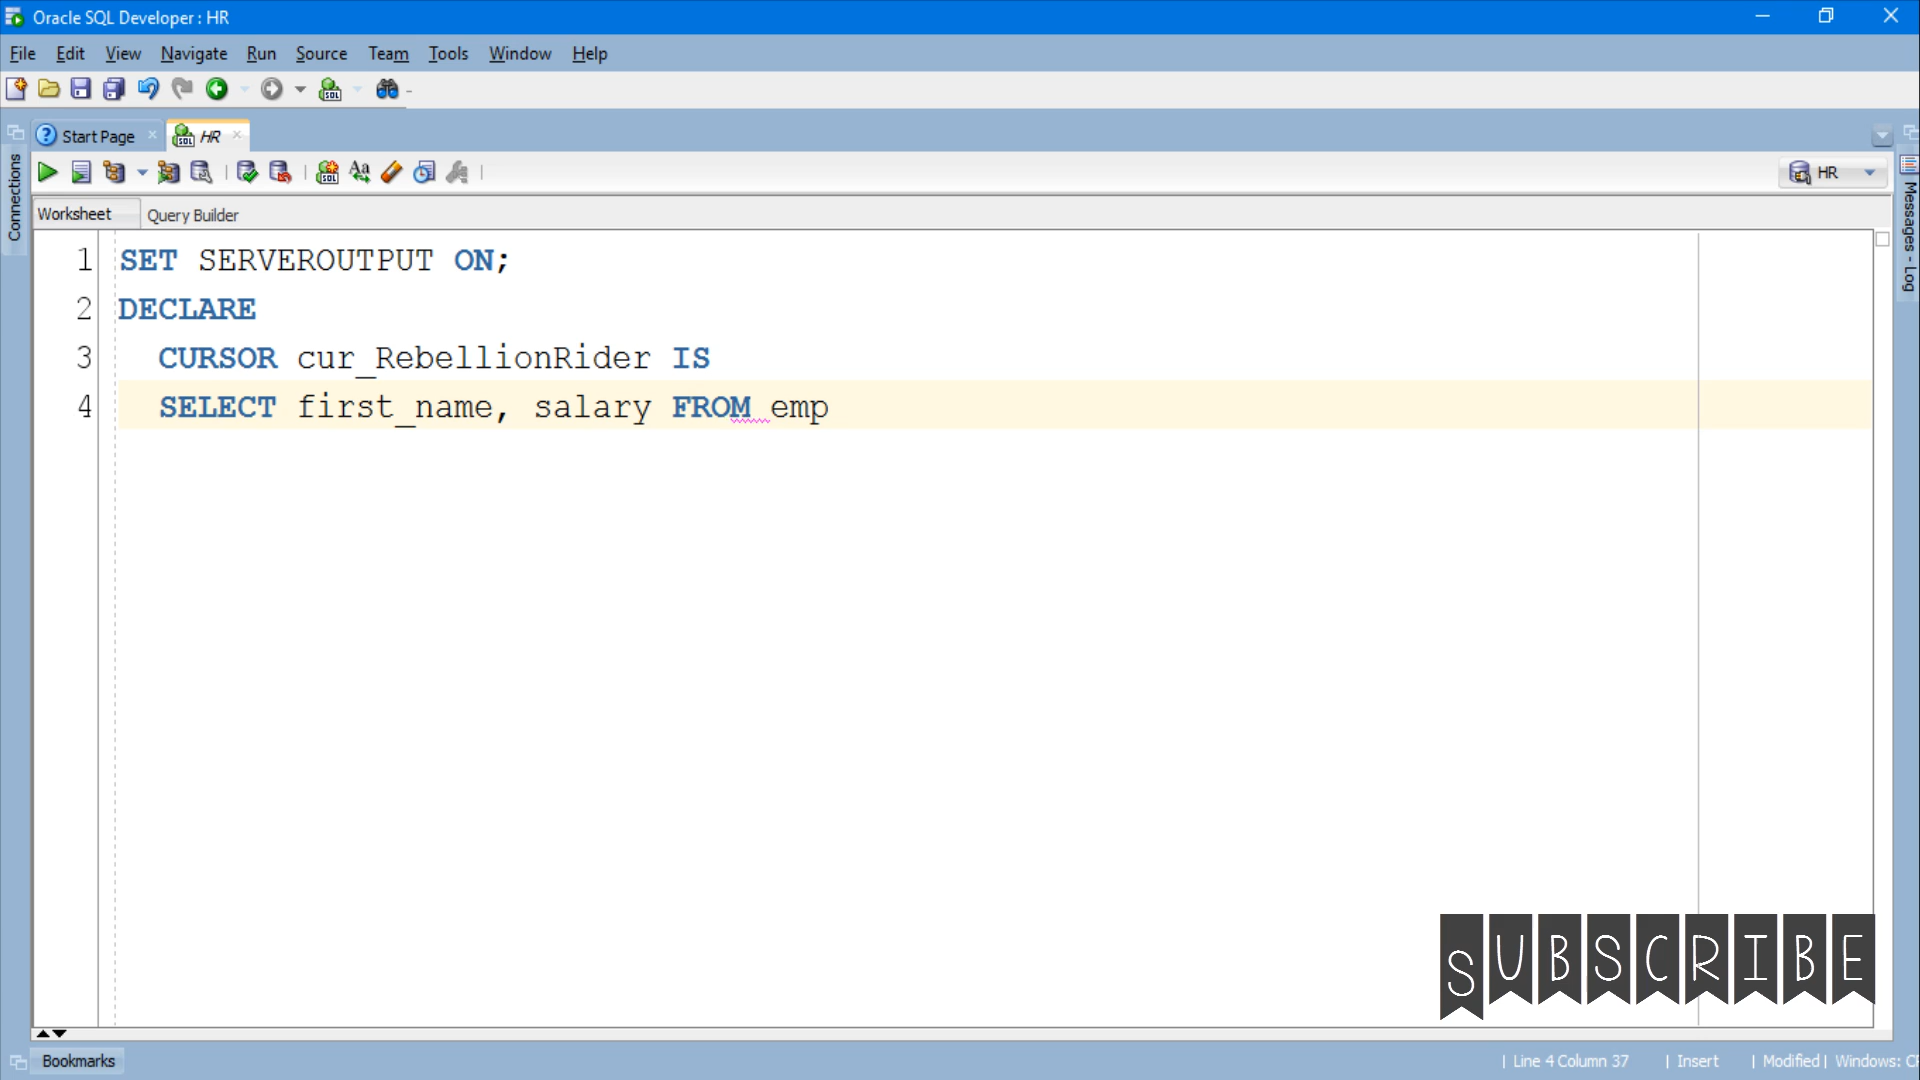 Oracle SQL Developer : HR
File Edit View Navigate Run Source Team Tools Window Help
Start Page HR
HR
Connections
Messages - Log
Worksheet Query Builder
1 SET SERVEROUTPUT ON;
2 DECLARE
3 CURSOR cur_RebellionRider IS
4 SELECT first_name, salary FROM emp
SUBSCRIBE
Bookmarks
| Line 4 Column 37 | Insert | Modified | Windows: CR